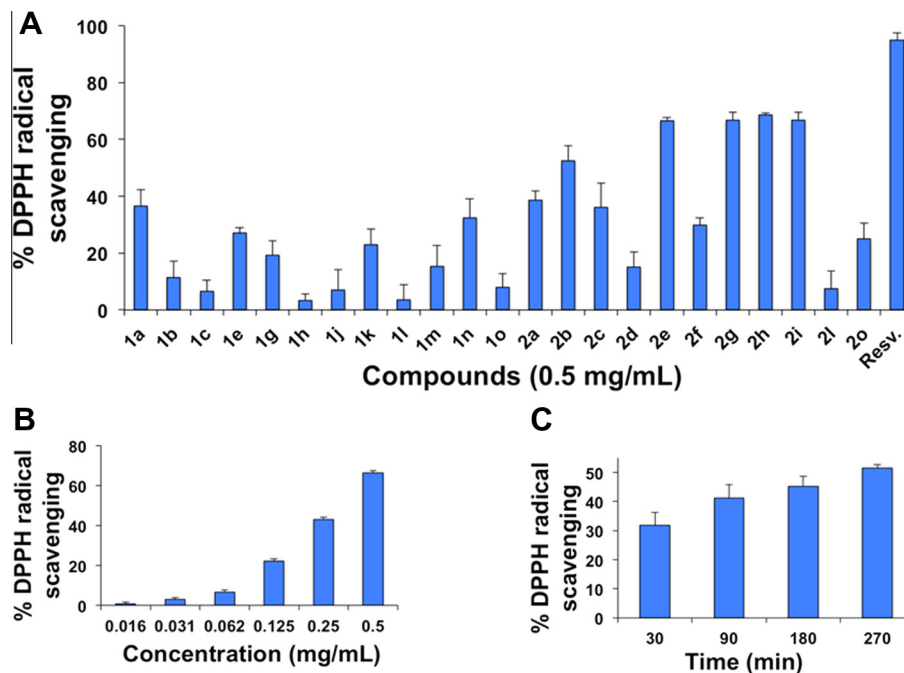 A
% DPPH radical
scavenging
100
80
60
40
20
0
1a 1b 1c 1e 1g 1h 1j 1k 1l 1m 1n 1o 2a 2b 2c 2d 2e 2f 2g 2h 2i 2l 2o Resv.
Compounds (0.5 mg/mL)
B
% DPPH radical
scavenging
80
60
40
20
0
0.016 0.031 0.062 0.125 0.25 0.5
Concentration (mg/mL)
C
% DPPH radical
scavenging
50
40
30
20
10
0
30 90 180 270
Time (min)